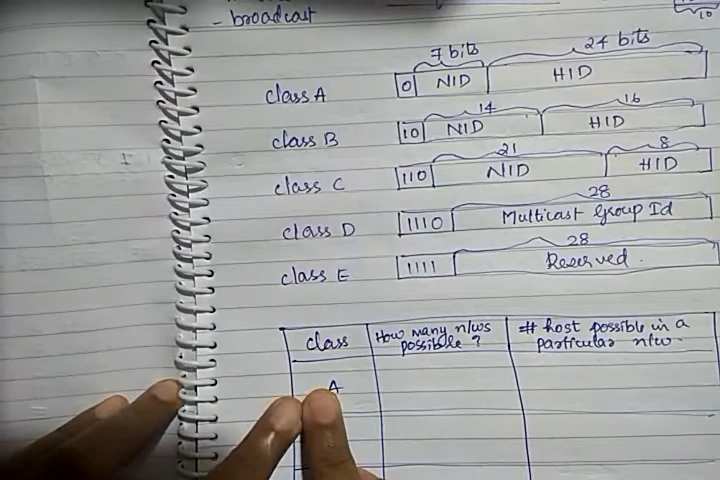 - broadcast
10
7 bits 24 bits
class A 0 NID HID
14 16
class B 10 NID HID
21 8
class C 110 NID HID
28
class D 1110 Multicast Group Id
28
class E 1111 Reserved.
class How many n/ws possible ? # host possible in a particular n/w.
A